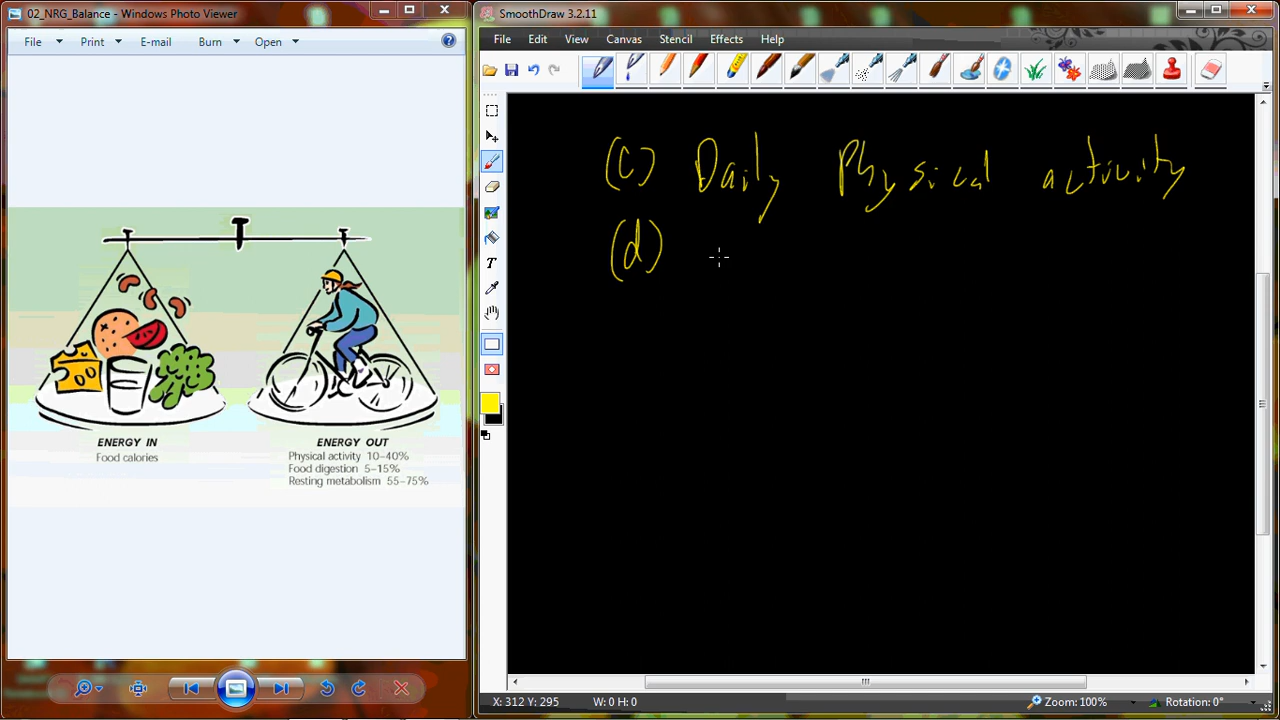 02_NRG_Balance - Windows Photo Viewer
File Print E-mail Burn Open
ENERGY IN
Food calories
ENERGY OUT
Physical activity 10–40%
Food digestion 5–15%
Resting metabolism 55–75%
SmoothDraw 3.2.11
File Edit View Canvas Stencil Effects Help
(c) Daily Physical activity
(d)
X: 312 Y: 295 W: 0 H: 0 Zoom: 100% Rotation: 0°